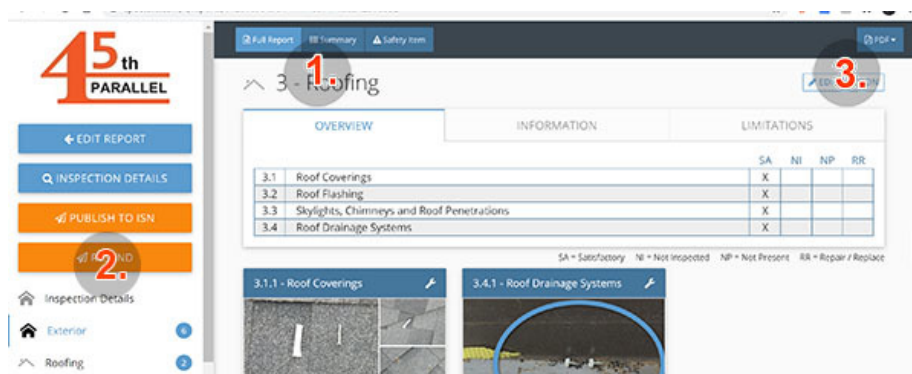 45th
PARALLEL
EDIT REPORT
INSPECTION DETAILS
PUBLISH TO ISN
2.
Inspection Details
Exterior 6
Roofing 2
Full Report Summary Safety Item PDF
1.
3.
3 - Roofing
OVERVIEW INFORMATION LIMITATIONS
SA NI NP RR
3.1 Roof Coverings X
3.2 Roof Flashing X
3.3 Skylights, Chimneys and Roof Penetrations X
3.4 Roof Drainage Systems X
SA = Satisfactory NI = Not Inspected NP = Not Present RR = Repair / Replace
3.1.1 - Roof Coverings
3.4.1 - Roof Drainage Systems